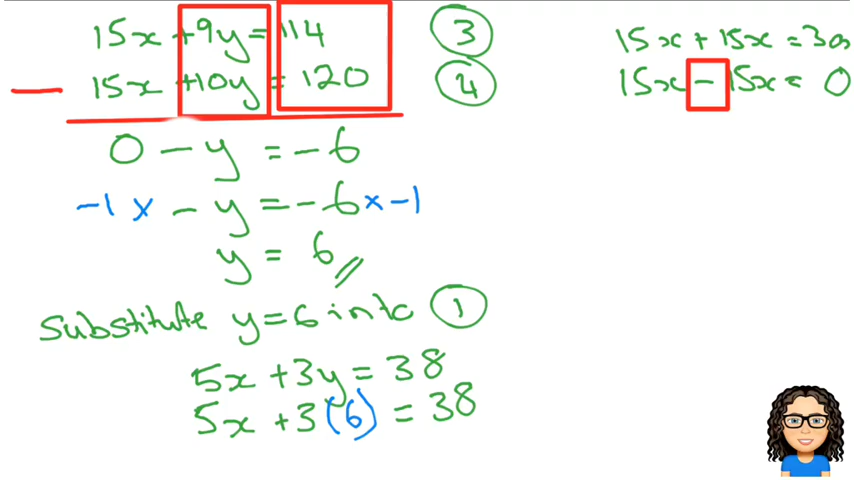 15x + 9y = 114 ③
15x + 10y = 120 ④
0 - y = -6
-1 x - y = -6 x -1
y = 6
Substitute y=6 into ①
5x + 3y = 38
5x + 3(6) = 38
15x + 15x = 30x
15x - 15x = 0